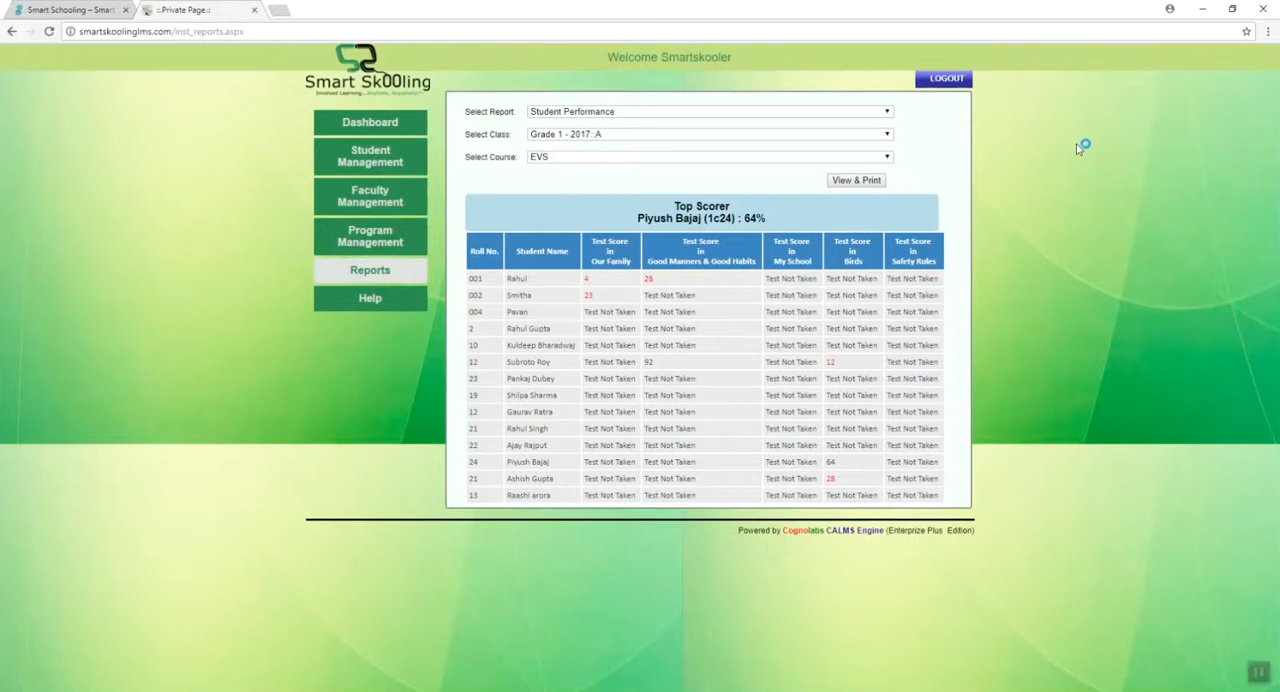 Smart Schooling – Smar
::Private Page.::
smartskoolinglms.com/inst_reports.aspx
Welcome Smartskooler
Smart Sk00ling
LOGOUT
Dashboard
Student
Management
Faculty
Management
Program
Management
Reports
Help
Select Report: Student Performance
Select Class: Grade 1 - 2017::A
Select Course: EVS
View & Print
Top Scorer
Piyush Bajaj (1c24) : 64%
Roll No. Student Name Test Score in Our Family Test Score in Good Manners & Good Habits Test Score in My School Test Score in Birds Test Score in Safety Rules
001 Rahul 4 28 Test Not Taken Test Not Taken Test Not Taken
002 Smitha 23 Test Not Taken Test Not Taken Test Not Taken Test Not Taken
004 Pavan Test Not Taken Test Not Taken Test Not Taken Test Not Taken Test Not Taken
2 Rahul Gupta Test Not Taken Test Not Taken Test Not Taken Test Not Taken Test Not Taken
10 Kuldeep Bharadwaj Test Not Taken Test Not Taken Test Not Taken Test Not Taken Test Not Taken
12 Subroto Roy Test Not Taken 92 Test Not Taken 12 Test Not Taken
23 Pankaj Dubey Test Not Taken Test Not Taken Test Not Taken Test Not Taken Test Not Taken
19 Shilpa Sharma Test Not Taken Test Not Taken Test Not Taken Test Not Taken Test Not Taken
12 Gaurav Ratra Test Not Taken Test Not Taken Test Not Taken Test Not Taken Test Not Taken
21 Rahul Singh Test Not Taken Test Not Taken Test Not Taken Test Not Taken Test Not Taken
22 Ajay Rajput Test Not Taken Test Not Taken Test Not Taken Test Not Taken Test Not Taken
24 Piyush Bajaj Test Not Taken Test Not Taken Test Not Taken 64 Test Not Taken
21 Ashish Gupta Test Not Taken Test Not Taken Test Not Taken 28 Test Not Taken
13 Raashi arora Test Not Taken Test Not Taken Test Not Taken Test Not Taken Test Not Taken
Powered by Cognolabs CALMS Engine (Enterprize Plus Edition)